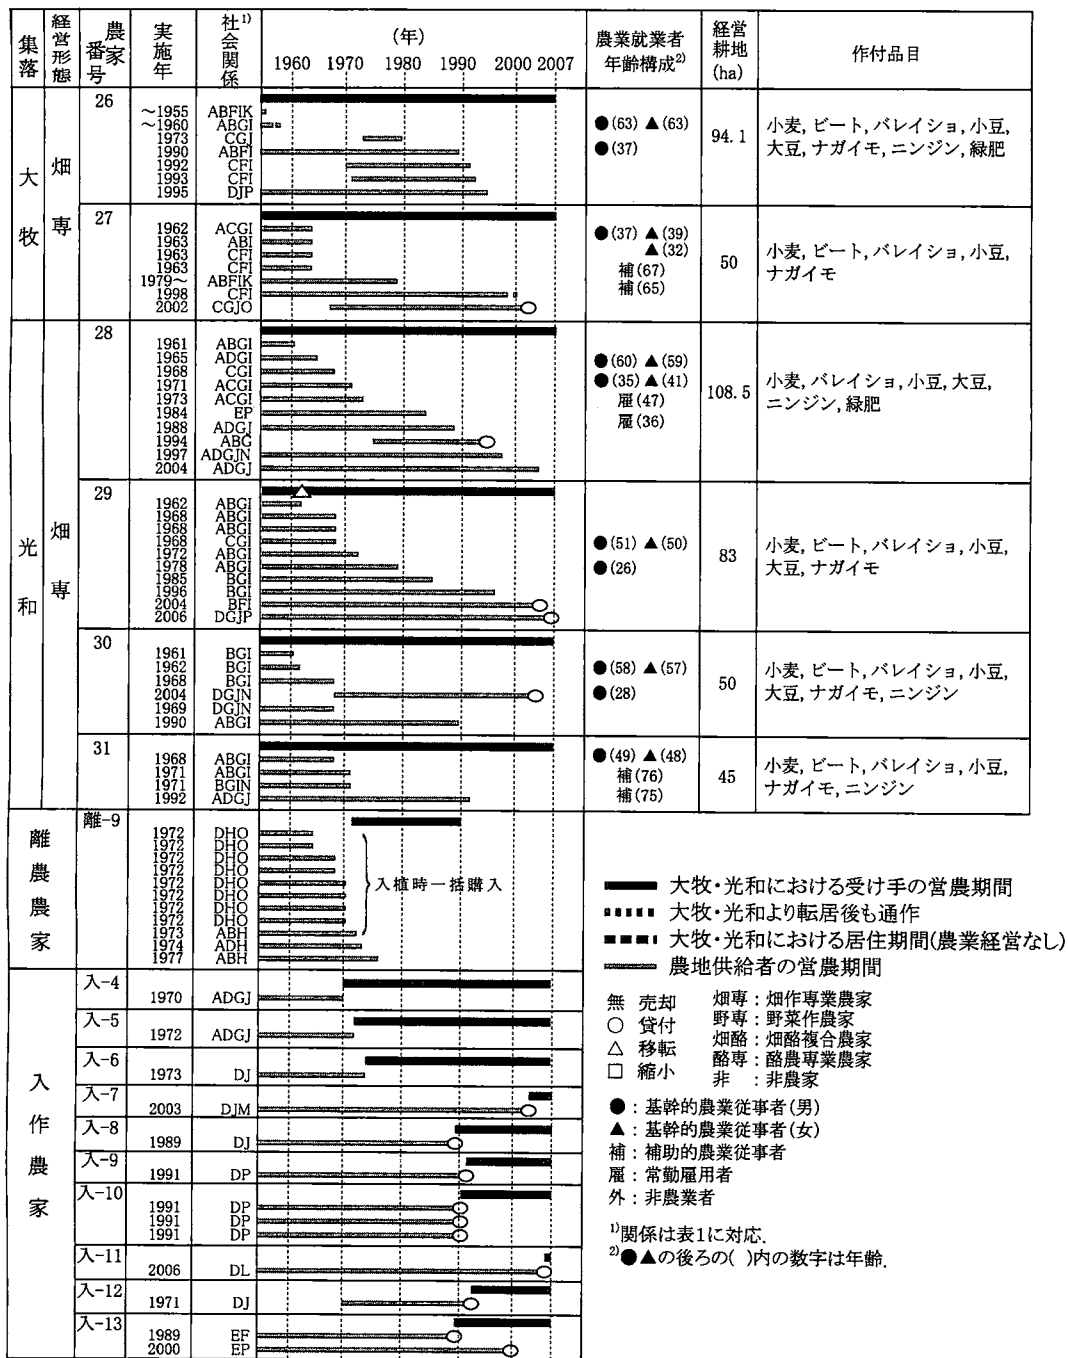 集落 経営形態 農家番号 実施年 社会関係1) (年) 農業就業者年齢構成2) 経営耕地(ha) 作付品目
1960 1970 1980 1990 2000 2007
大牧 畑専
26
~1955 ABFIK
~1960 ABGI
1973 CGJ
1990 ABFI
1992 CFI
1993 CFI
1995 DJP
●(63) ▲(63)
●(37)
94.1
小麦, ビート, バレイショ, 小豆,
大豆, ナガイモ, ニンジン, 緑肥
27
1962 ACGI
1963 ABI
1963 CFI
1963 CFI
1979~ ABFIK
1998 CFI
2002 CGJO
●(37) ▲(39)
▲(32)
補(67)
補(65)
50
小麦, ビート, バレイショ, 小豆,
ナガイモ
光和 畑専
28
1961 ABGI
1965 ADGI
1968 CGI
1971 ACGI
1973 ACGI
1984 EP
1988 ADGJ
1994 ABG
1997 ADGJN
2004 ADGJ
●(60) ▲(59)
●(35) ▲(41)
雇(47)
雇(36)
108.5
小麦, バレイショ, 小豆, 大豆,
ニンジン, 緑肥
29
1962 ABGI
1968 ABGI
1968 ABGI
1968 CGI
1972 ABGI
1978 ABGI
1985 BGI
1996 BGI
2004 BFI
2006 DGJP
●(51) ▲(50)
●(26)
83
小麦, ビート, バレイショ, 小豆,
大豆, ナガイモ
30
1961 BGI
1962 BGI
1968 BGI
2004 DGJN
1969 DGJN
1990 ABGI
●(58) ▲(57)
●(28)
50
小麦, ビート, バレイショ, 小豆,
大豆, ナガイモ, ニンジン
31
1968 ABGI
1971 ABGI
1971 BGIN
1992 ADGJ
●(49) ▲(48)
補(76)
補(75)
45
小麦, ビート, バレイショ, 小豆,
ナガイモ, ニンジン
離農家
離-9
1972 DHO
1972 DHO
1972 DHO
1972 DHO
1972 DHO
1972 DHO
1972 DHO
1972 DHO
1973 ABH
1974 ADH
1977 ABH
入植時一括購入
入作農家
入-4
1970 ADGJ
入-5
1972 ADGJ
入-6
1973 DJ
入-7
2003 DJM
入-8
1989 DJ
入-9
1991 DP
入-10
1991 DP
1991 DP
1991 DP
入-11
2006 DL
入-12
1971 DJ
入-13
1989 EF
2000 EP
大牧・光和における受け手の営農期間
大牧・光和より転居後も通作
大牧・光和における居住期間(農業経営なし)
農地供給者の営農期間
無 売却
○ 貸付
△ 移転
□ 縮小
畑専:畑作専業農家
野専:野菜作農家
畑酪:畑酪複合農家
酪専:酪農専業農家
非 :非農家
●:基幹的農業従事者(男)
▲:基幹的農業従事者(女)
補:補助的農業従事者
雇:常勤雇用者
外:非農業者
1)関係は表1に対応.
2)●▲の後ろの( )内の数字は年齢.